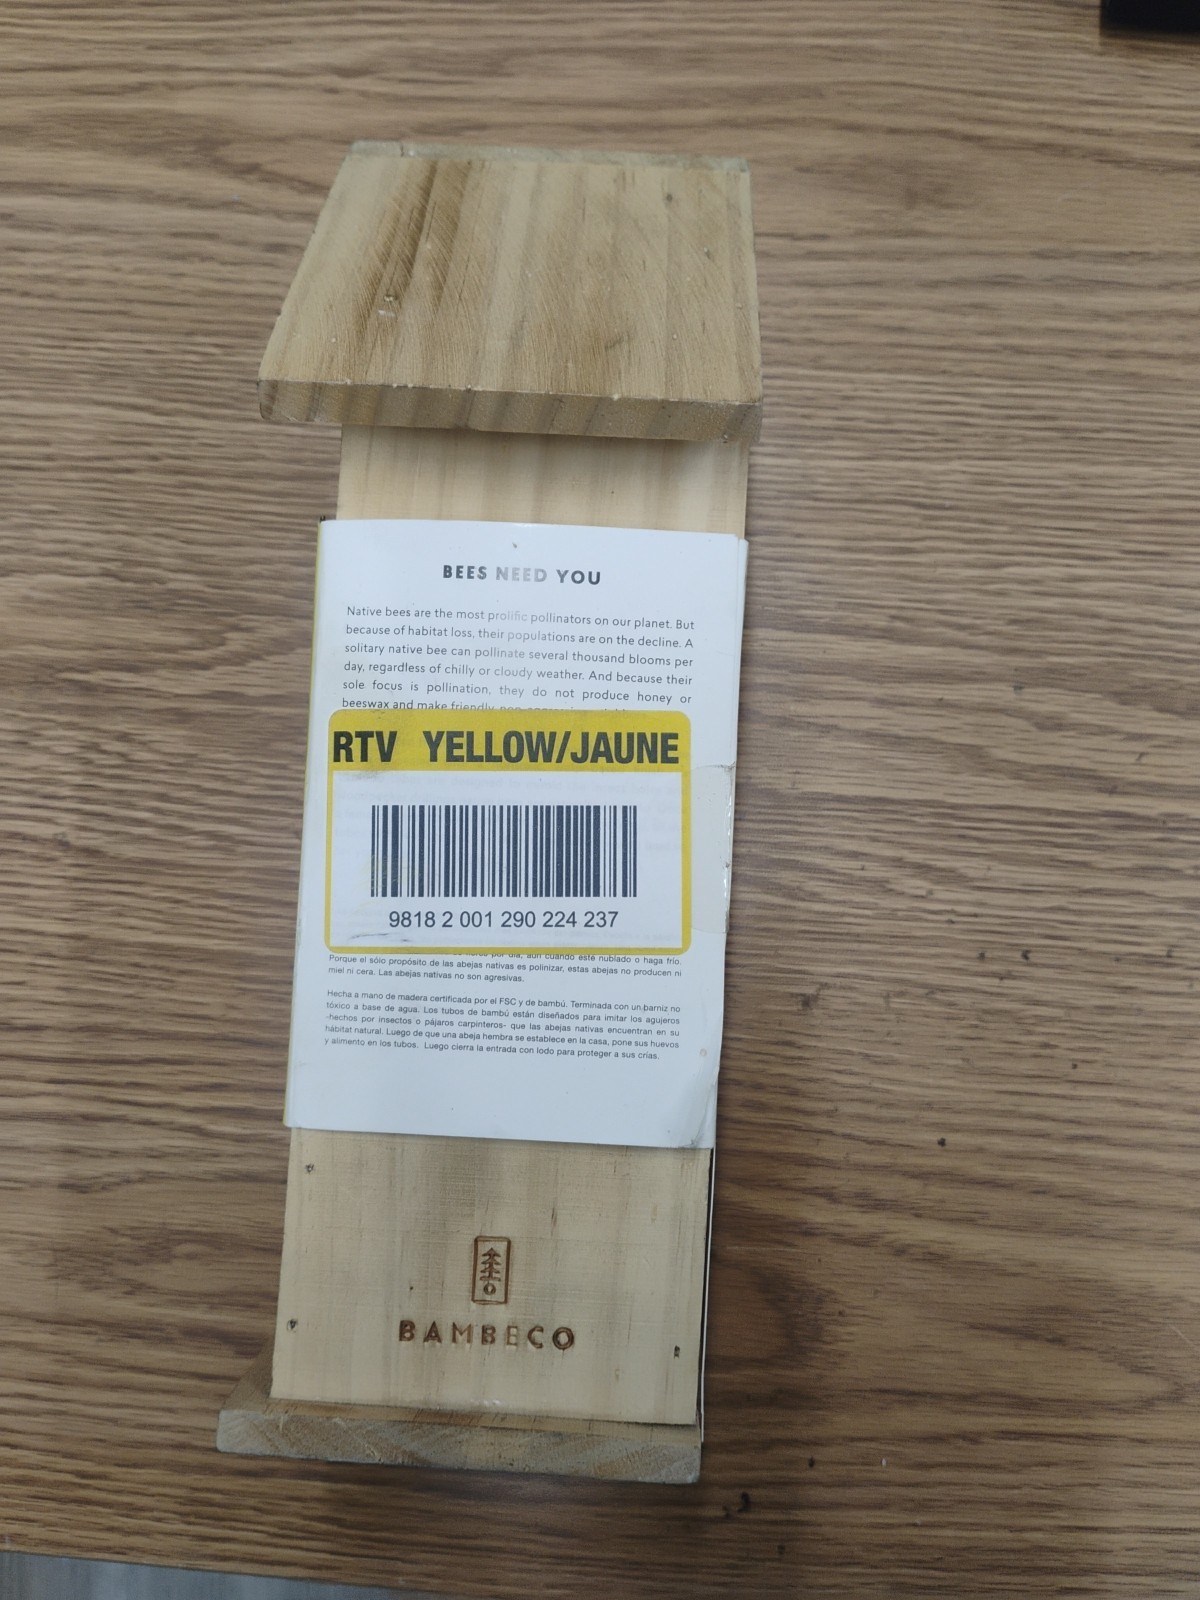 BEES NEED YOU
Native bees are the most prolific pollinators on our planet. But
because of habitat loss, their populations are on the decline. A
solitary native bee can pollinate several thousand blooms per
day, regardless of chilly or cloudy weather. And because their
sole focus is pollination, they do not produce honey or
beeswax and make friendly
RTV YELLOW/JAUNE
9818 2 001 290 224 237
por día, aun cuando esté nublado o haga frío.
Porque el sólo propósito de las abejas nativas es polinizar, estas abejas no producen ni
miel ni cera. Las abejas nativas no son agresivas.
Hecha a mano de madera certificada por el FSC y de bambú. Terminada con un barniz no
tóxico a base de agua. Los tubos de bambú están diseñados para imitar los agujeros
-hechos por insectos o pájaros carpinteros- que las abejas nativas encuentran en su
hábitat natural. Luego de que una abeja hembra se establece en la casa, pone sus huevos
y alimento en los tubos. Luego cierra la entrada con lodo para proteger a sus crías.
BAMBECO